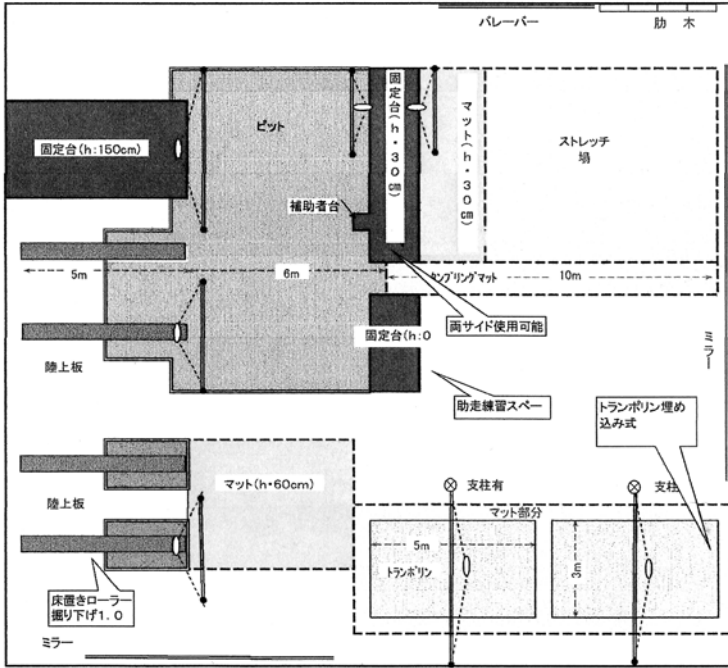 バレーバー
肋 木
固定台(h:150cm)
ピット
固定台(h・30cm)
マット(h・30cm)
ストレッチ
場
補助者台
5m
6m
タンブリングマット
10m
両サイド使用可能
固定台(h:0
陸上板
助走練習スペー
ミラー
トランポリン埋め
込み式
陸上板
マット(h・60cm)
支柱有
支柱
マット部分
5m
トランポリン
3m
床置きローラー
掘り下げ1.0
ミラー